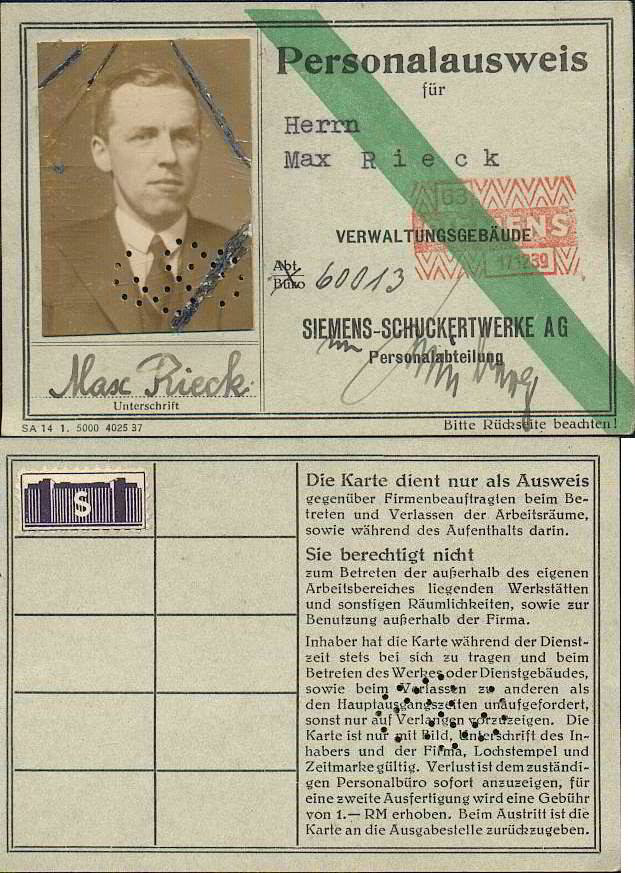 Personalausweis
für
Herrn
Max Rieck
63
SIEMENS
171239
VERWALTUNGSGEBÄUDE
Abt.
Büro 60013
SIEMENS-SCHUCKERTWERKE AG
Personalabteilung
Max Rieck.
Unterschrift
SA 14 1. 5000 4025 37
Bitte Rückseite beachten!
S
Die Karte dient nur als Ausweis
gegenüber Firmenbeauftragten beim Be-
treten und Verlassen der Arbeitsräume,
sowie während des Aufenthalts darin.
Sie berechtigt nicht
zum Betreten der außerhalb des eigenen
Arbeitsbereiches liegenden Werkstätten
und sonstigen Räumlichkeiten, sowie zur
Benutzung außerhalb der Firma.
Inhaber hat die Karte während der Dienst-
zeit stets bei sich zu tragen und beim
Betreten des Werkes oder Dienstgebäudes,
sowie beim Verlassen zu anderen als
den Hauptausgangszeiten unaufgefordert,
sonst nur auf Verlangen vorzuzeigen. Die
Karte ist nur mit Bild, Unterschrift des In-
habers und der Firma, Lochstempel und
Zeitmarke gültig. Verlust ist dem zuständi-
gen Personalbüro sofort anzuzeigen, für
eine zweite Ausfertigung wird eine Gebühr
von 1.— RM erhoben. Beim Austritt ist die
Karte an die Ausgabestelle zurückzugeben.